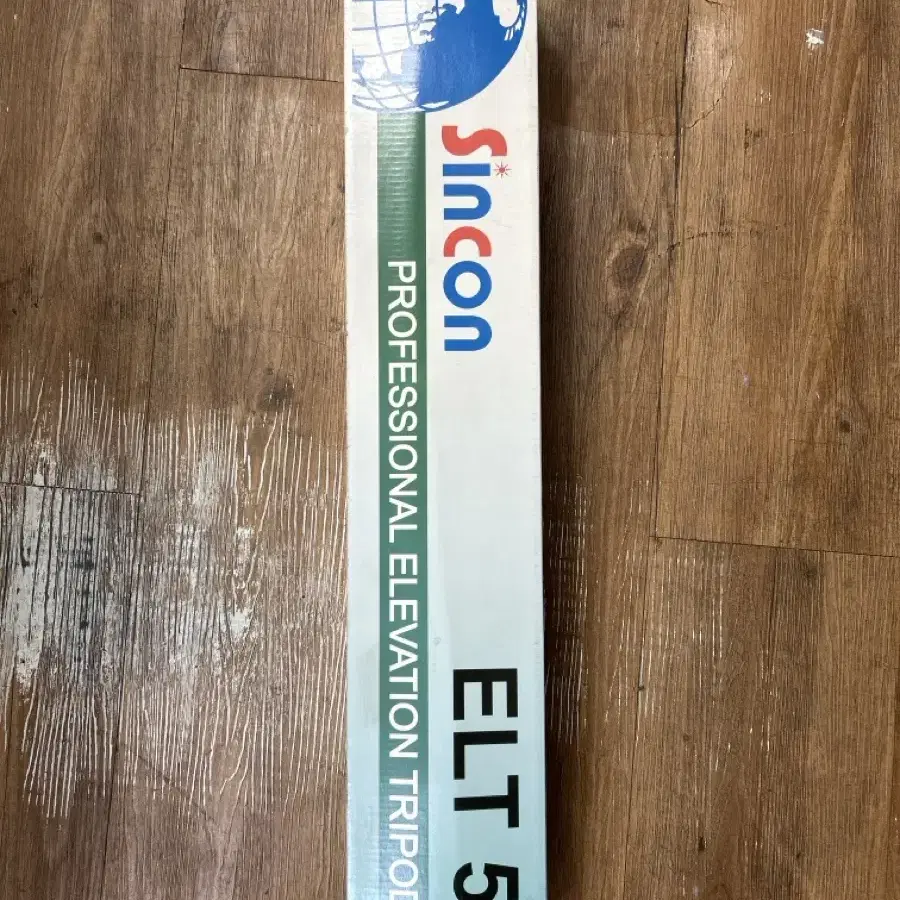 sincon
PROFESSIONAL ELEVATION TRIPOD
ELT 5